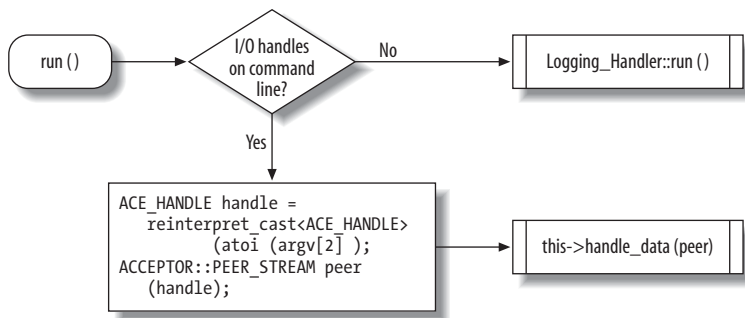 run ( )
I/O handles
on command
line?
No
Logging_Handler::run ( )
Yes
ACE_HANDLE handle =
reinterpret_cast<ACE_HANDLE>
(atoi (argv[2] );
ACCEPTOR::PEER_STREAM peer
(handle);
this->handle_data (peer)